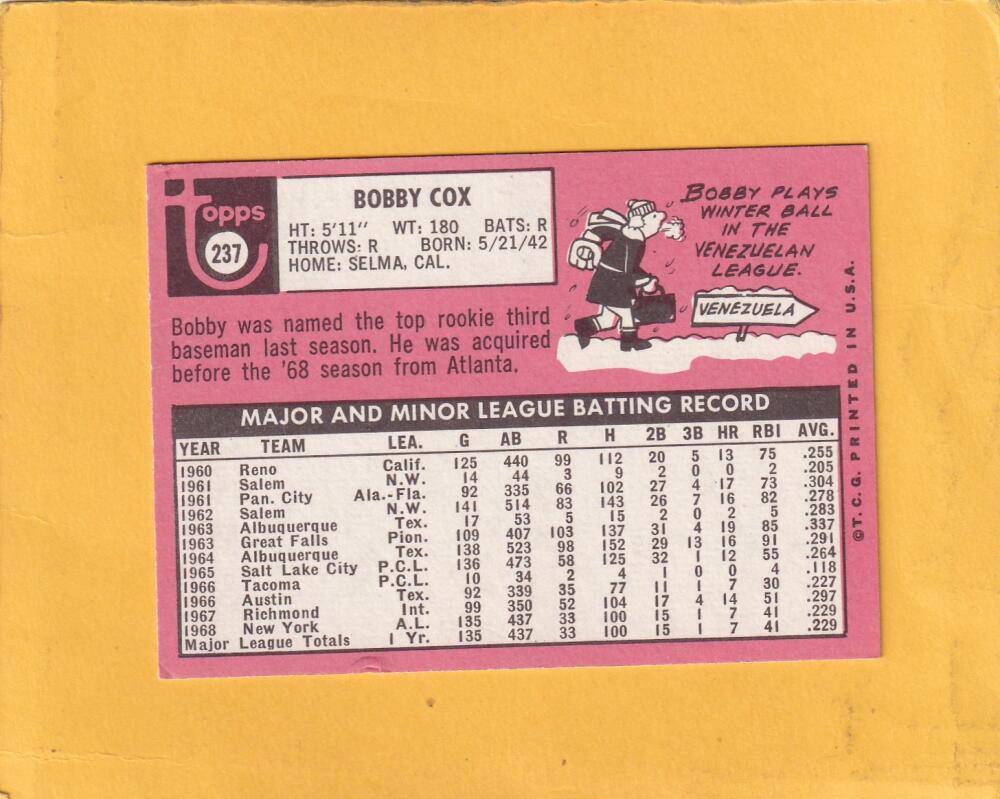 topps
237
BOBBY COX
HT: 5'11" WT: 180 BATS: R
THROWS: R BORN: 5/21/42
HOME: SELMA, CAL.
Bobby was named the top rookie third
baseman last season. He was acquired
before the '68 season from Atlanta.
BOBBY PLAYS
WINTER BALL
IN THE
VENEZUELAN
LEAGUE.
VENEZUELA
MAJOR AND MINOR LEAGUE BATTING RECORD
YEAR TEAM LEA. G AB R H 2B 3B HR RBI AVG.
1960 Reno Calif. 125 440 99 112 20 5 13 75 .255
1961 Salem N.W. 14 44 3 9 2 0 0 2 .205
1961 Pan. City Ala.-Fla. 92 335 66 102 27 4 17 73 .304
1962 Salem N.W. 141 514 83 143 26 7 16 82 .278
1963 Albuquerque Tex. 17 53 5 15 2 0 2 5 .283
1963 Great Falls Pion. 109 407 103 137 31 4 19 85 .337
1964 Albuquerque Tex. 138 523 98 152 29 13 16 91 .291
1965 Salt Lake City P.C.L. 136 473 58 125 32 1 12 55 .264
1966 Tacoma P.C.L. 10 34 2 4 1 0 0 4 .118
1966 Austin Tex. 92 339 35 77 11 1 7 30 .227
1967 Richmond Int. 99 350 52 104 17 4 14 51 .297
1968 New York A.L. 135 437 33 100 15 1 7 41 .229
Major League Totals 1 Yr. 135 437 33 100 15 1 7 41 .229
©T.C.G. PRINTED IN U.S.A.